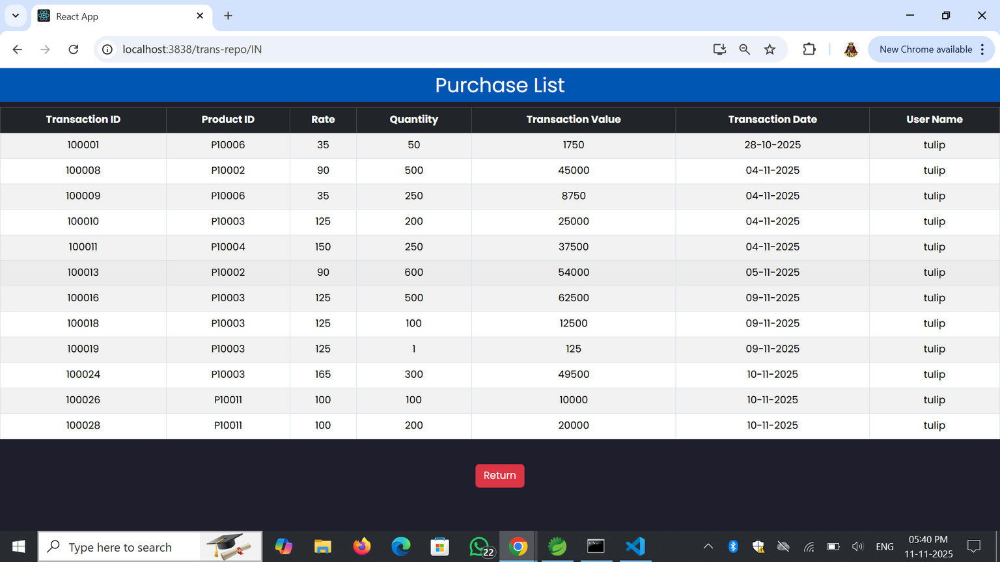 React App
localhost:3838/trans-repo/IN
New Chrome available
Purchase List
Transaction ID Product ID Rate Quantiity Transaction Value Transaction Date User Name
100001 P10006 35 50 1750 28-10-2025 tulip
100008 P10002 90 500 45000 04-11-2025 tulip
100009 P10006 35 250 8750 04-11-2025 tulip
100010 P10003 125 200 25000 04-11-2025 tulip
100011 P10004 150 250 37500 04-11-2025 tulip
100013 P10002 90 600 54000 05-11-2025 tulip
100016 P10003 125 500 62500 09-11-2025 tulip
100018 P10003 125 100 12500 09-11-2025 tulip
100019 P10003 125 1 125 09-11-2025 tulip
100024 P10003 165 300 49500 10-11-2025 tulip
100026 P10011 100 100 10000 10-11-2025 tulip
100028 P10011 100 200 20000 10-11-2025 tulip
Return
Type here to search
22
ENG
05:40 PM
11-11-2025